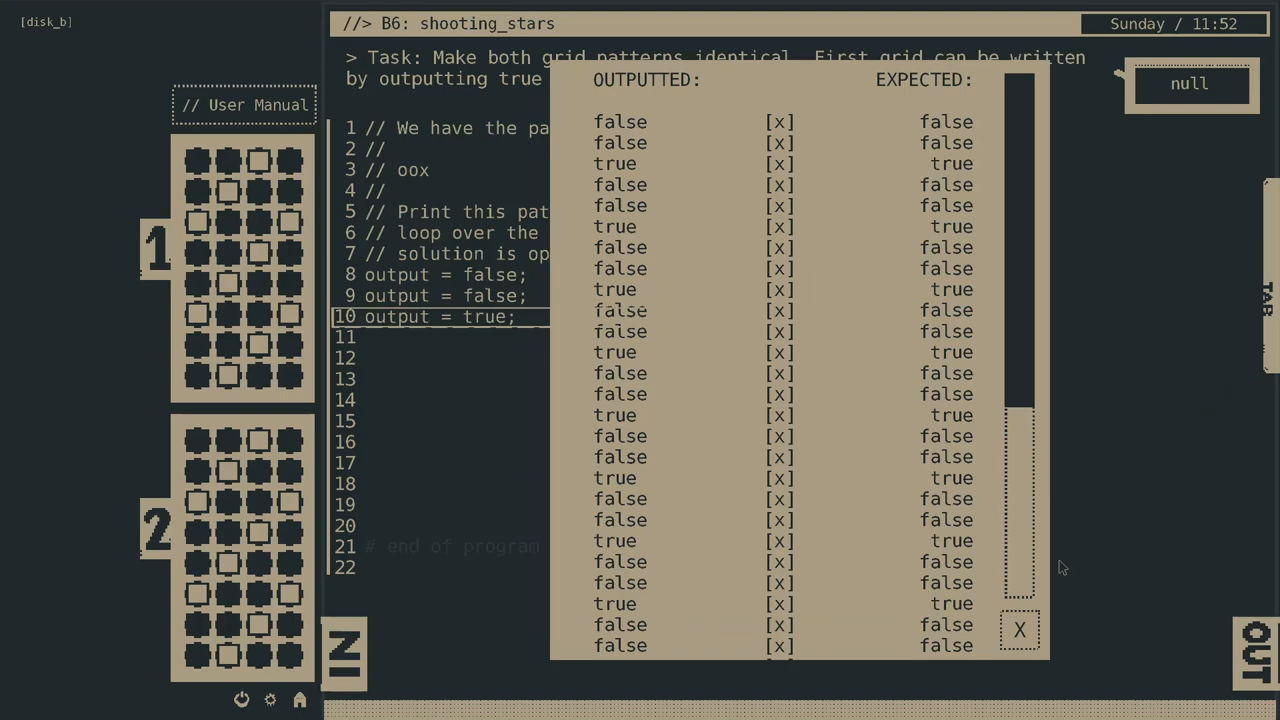 [disk_b]
//> B6: shooting_stars
Sunday / 11:52
> Task: Make both grid patterns identical. First grid can be written
by outputting true
null
// User Manual
1
2
1 // We have the pa
2 //
3 // oox
4 //
5 // Print this pat
6 // loop over the
7 // solution is op
8 output = false;
9 output = false;
10 output = true;
11
12
13
14
15
16
17
18
19
20
21 # end of program
22
OUTPUTTED: EXPECTED:
false [x] false
false [x] false
true [x] true
false [x] false
false [x] false
true [x] true
false [x] false
false [x] false
true [x] true
false [x] false
false [x] false
true [x] true
false [x] false
false [x] false
true [x] true
false [x] false
false [x] false
true [x] true
false [x] false
false [x] false
true [x] true
false [x] false
false [x] false
true [x] true
false [x] false
false [x] false
X
TAB
IN
OUT